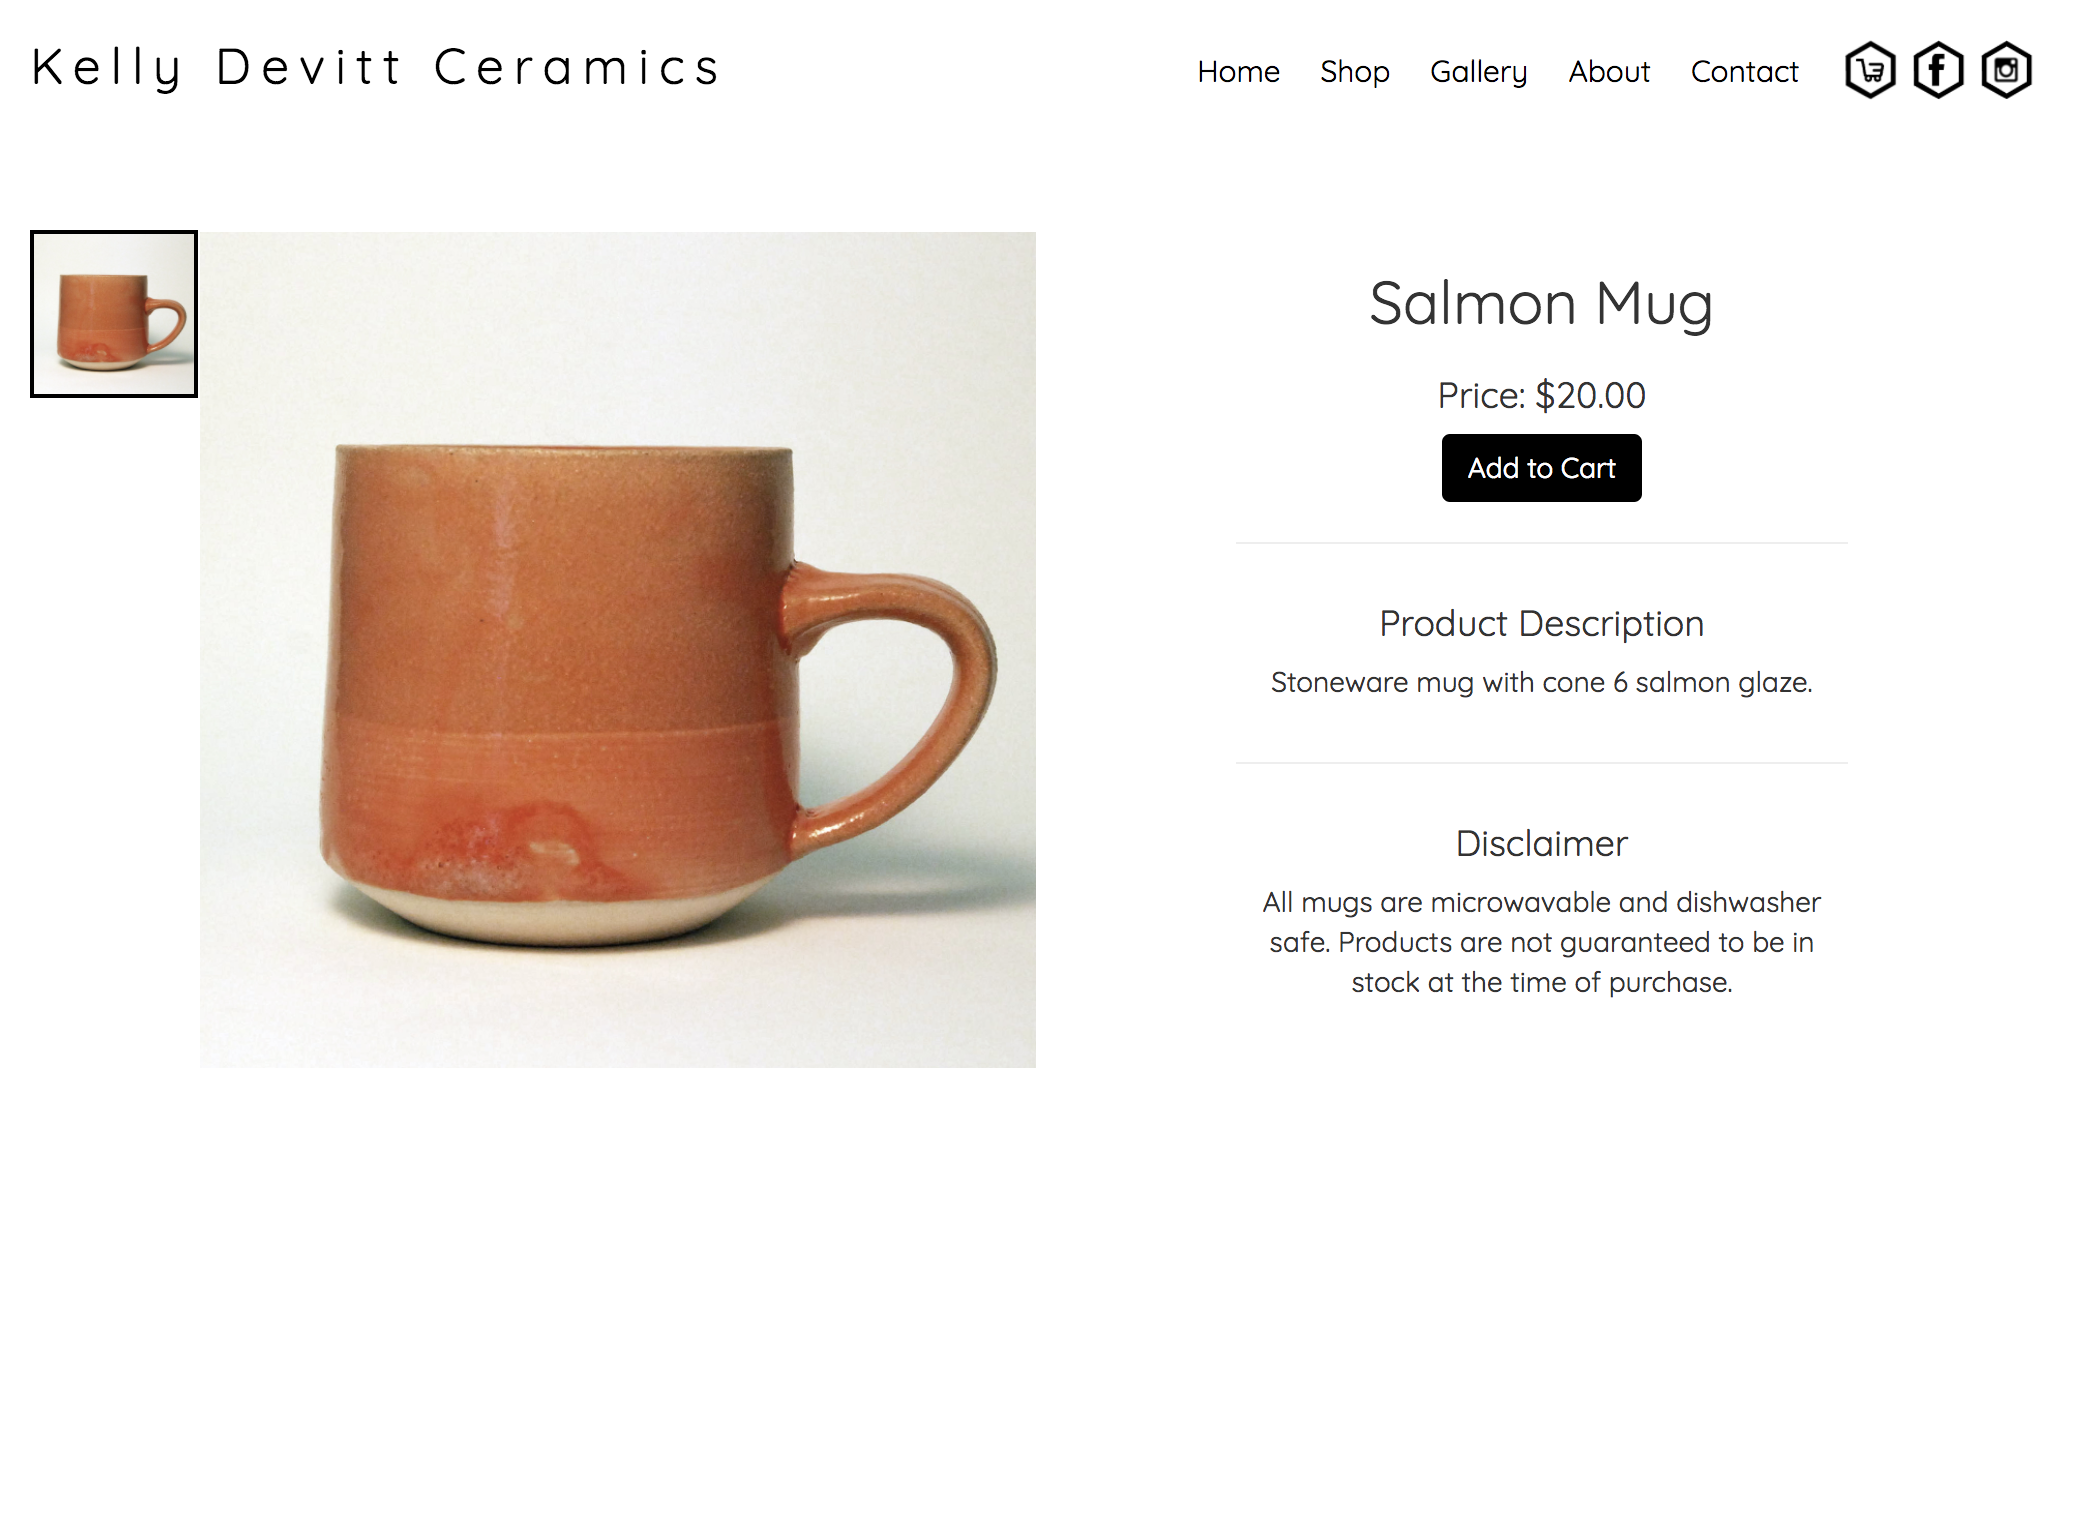 Kelly Devitt Ceramics
Home Shop Gallery About Contact
Salmon Mug
Price: $20.00
Add to Cart
Product Description
Stoneware mug with cone 6 salmon glaze.
Disclaimer
All mugs are microwavable and dishwasher
safe. Products are not guaranteed to be in
stock at the time of purchase.